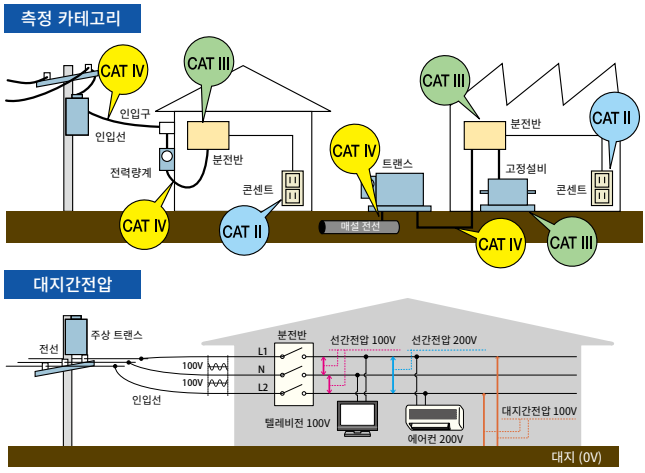 측정 카테고리
CAT IV
CAT III
인입구
인입선
전력량계
분전반
콘센트
CAT IV
CAT II
CAT IV
트랜스
매설 전선
CAT III
분전반
CAT II
고정설비
콘센트
CAT IV
CAT III
대지간전압
주상 트랜스
전선
인입선
100V
100V
분전반
L1
N
L2
선간전압 100V
선간전압 200V
텔레비전 100V
에어컨 200V
대지간전압 100V
대지 (0V)